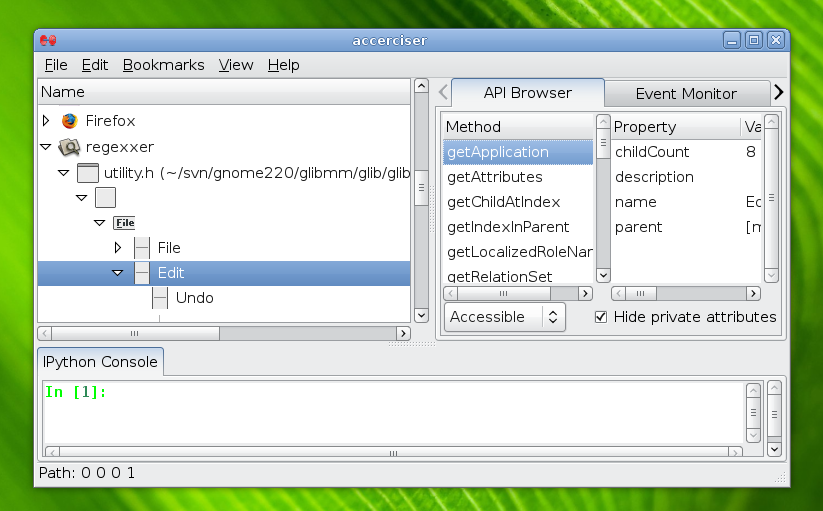 accerciser
File Edit Bookmarks View Help
Name
Firefox
regexxer
utility.h (~/svn/gnome220/glibmm/glib/glib
File
File
Edit
Undo
API Browser Event Monitor
Method Property Va
getApplication childCount 8
getAttributes description
getChildAtIndex name Ed
getIndexInParent parent [m
getLocalizedRoleNar
getRelationSet
Accessible Hide private attributes
IPython Console
In [1]:
Path: 0 0 0 1